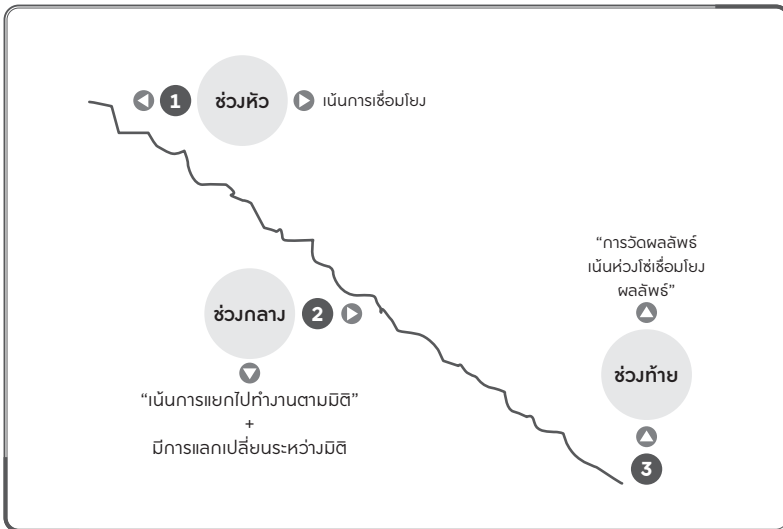 1
ช่วงหัว
เน้นการเชื่อมโยง
ช่วงกลาง
2
“เน้นการแยกไปทำงานตามมิติ”
+
มีการแลกเปลี่ยนระหว่างมิติ
“การวัดผลลัพธ์
เน้นห่วงโซ่เชื่อมโยง
ผลลัพธ์”
ช่วงท้าย
3